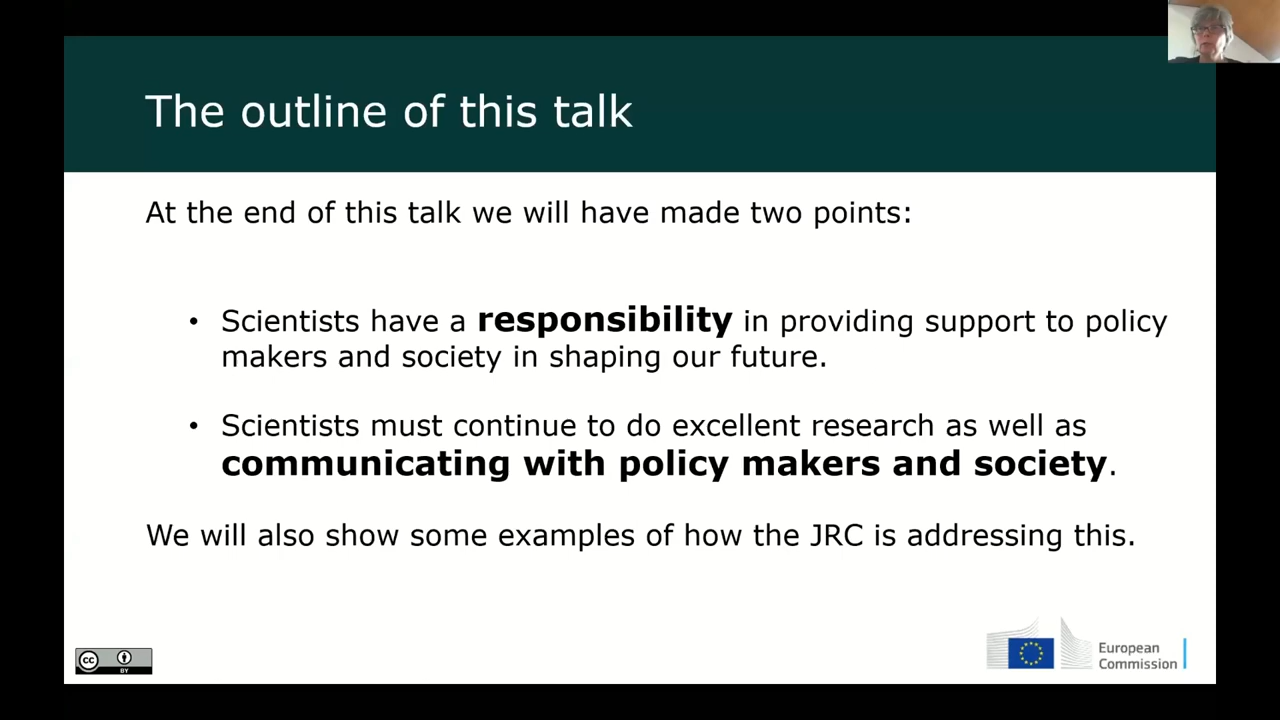 The outline of this talk
At the end of this talk we will have made two points:
• Scientists have a responsibility in providing support to policy
makers and society in shaping our future.
• Scientists must continue to do excellent research as well as
communicating with policy makers and society.
We will also show some examples of how the JRC is addressing this.
cc
BY
European
Commission